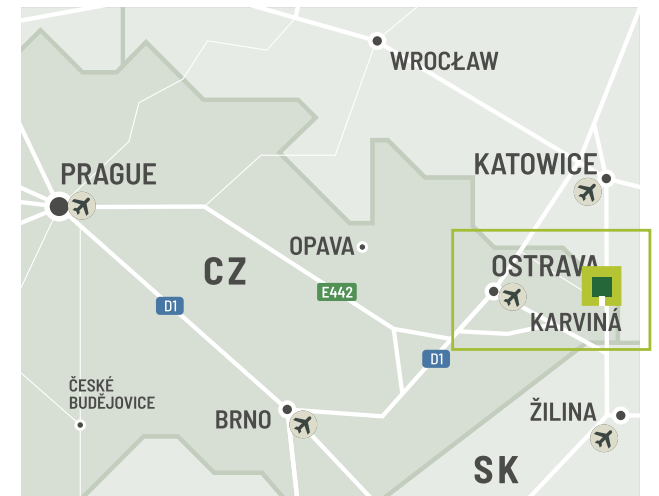 WROCŁAW
KATOWICE
PRAGUE
OPAVA
CZ
OSTRAVA
E442
D1
KARVINÁ
D1
ČESKÉ
BUDĚJOVICE
BRNO
ŽILINA
SK